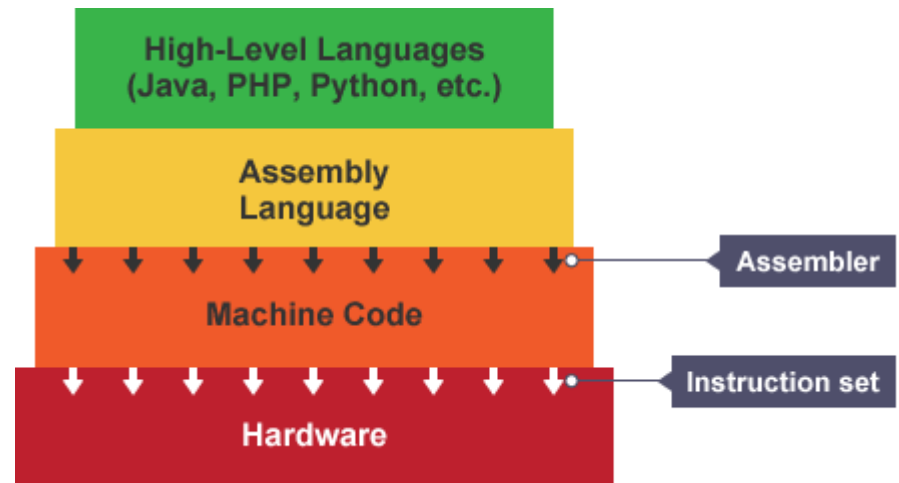 High-Level Languages
(Java, PHP, Python, etc.)
Assembly
Language
Assembler
Machine Code
Instruction set
Hardware